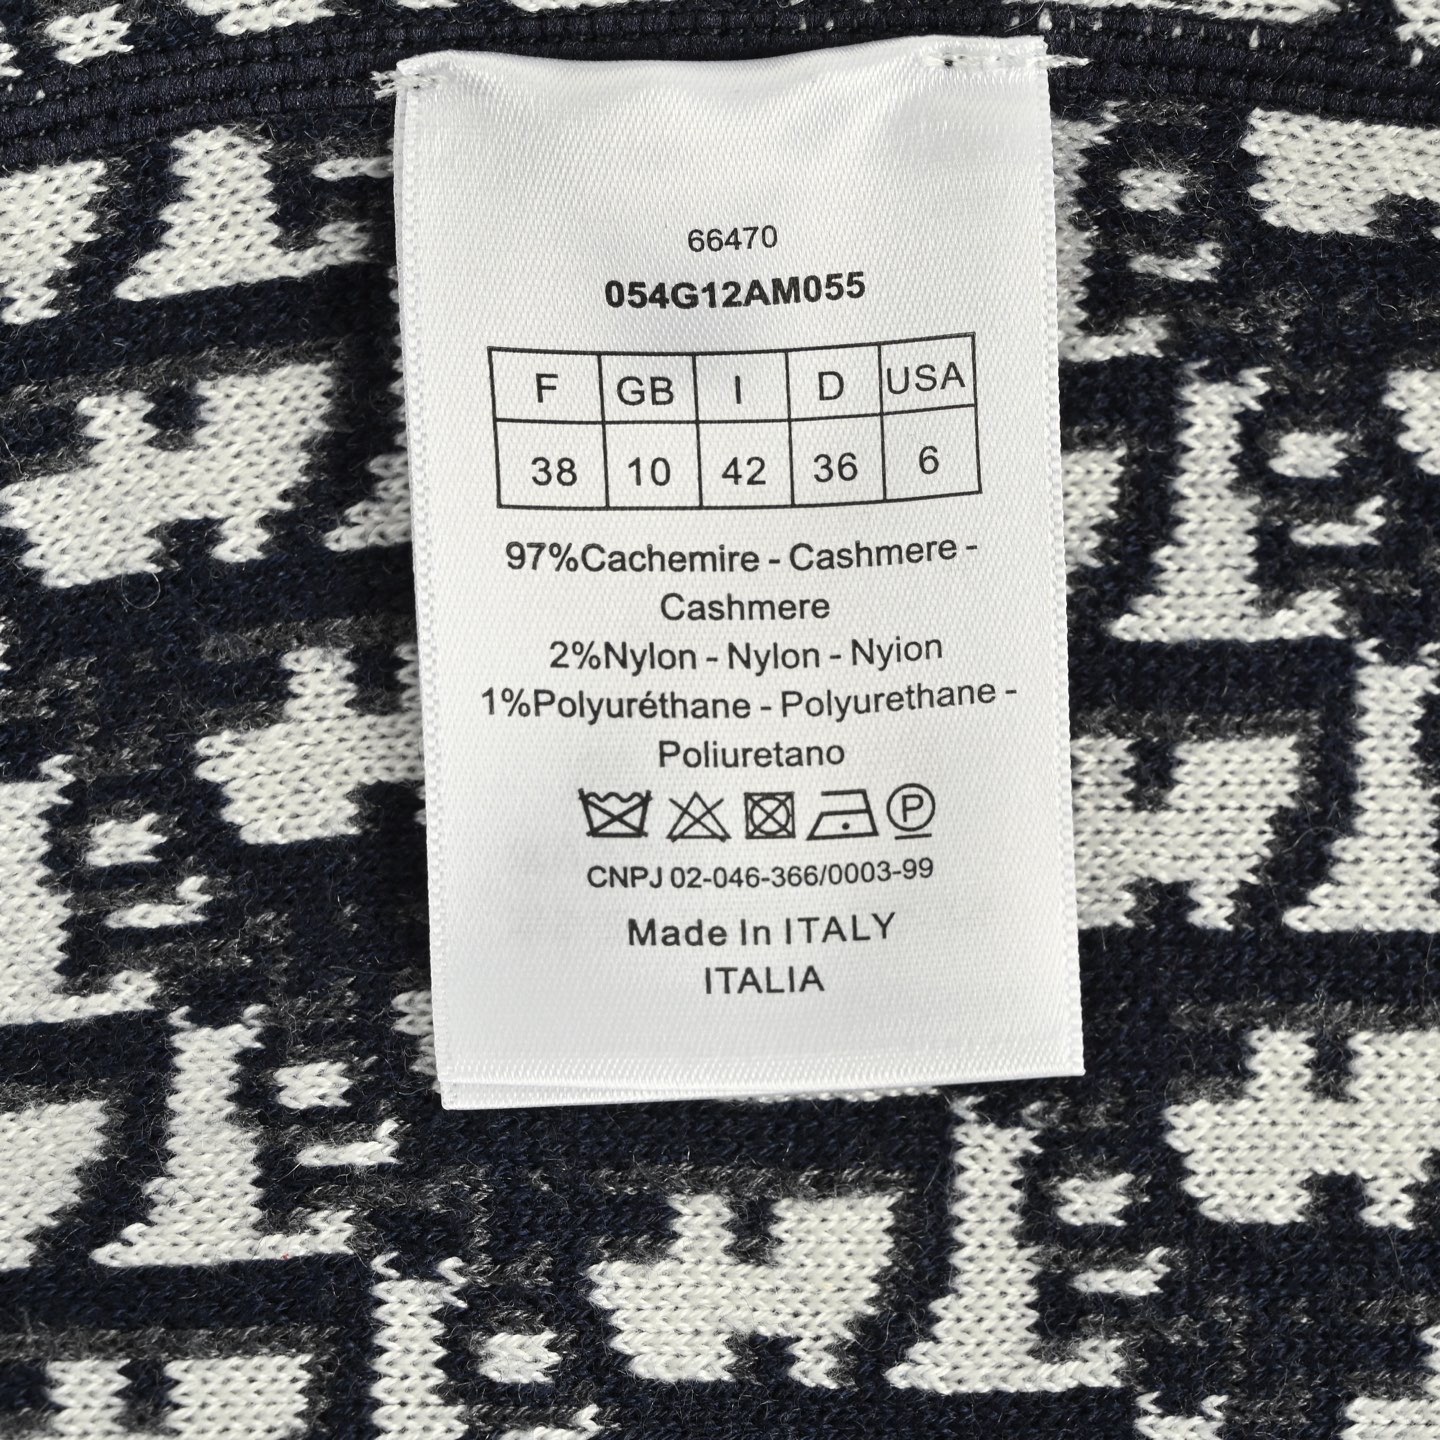 66470
054G12AM055
F GB I D USA
38 10 42 36 6
97%Cachemire - Cashmere -
Cashmere
2%Nylon - Nylon - Nyion
1%Polyuréthane - Polyurethane -
Poliuretano
P
CNPJ 02-046-366/0003-99
Made In ITALY
ITALIA